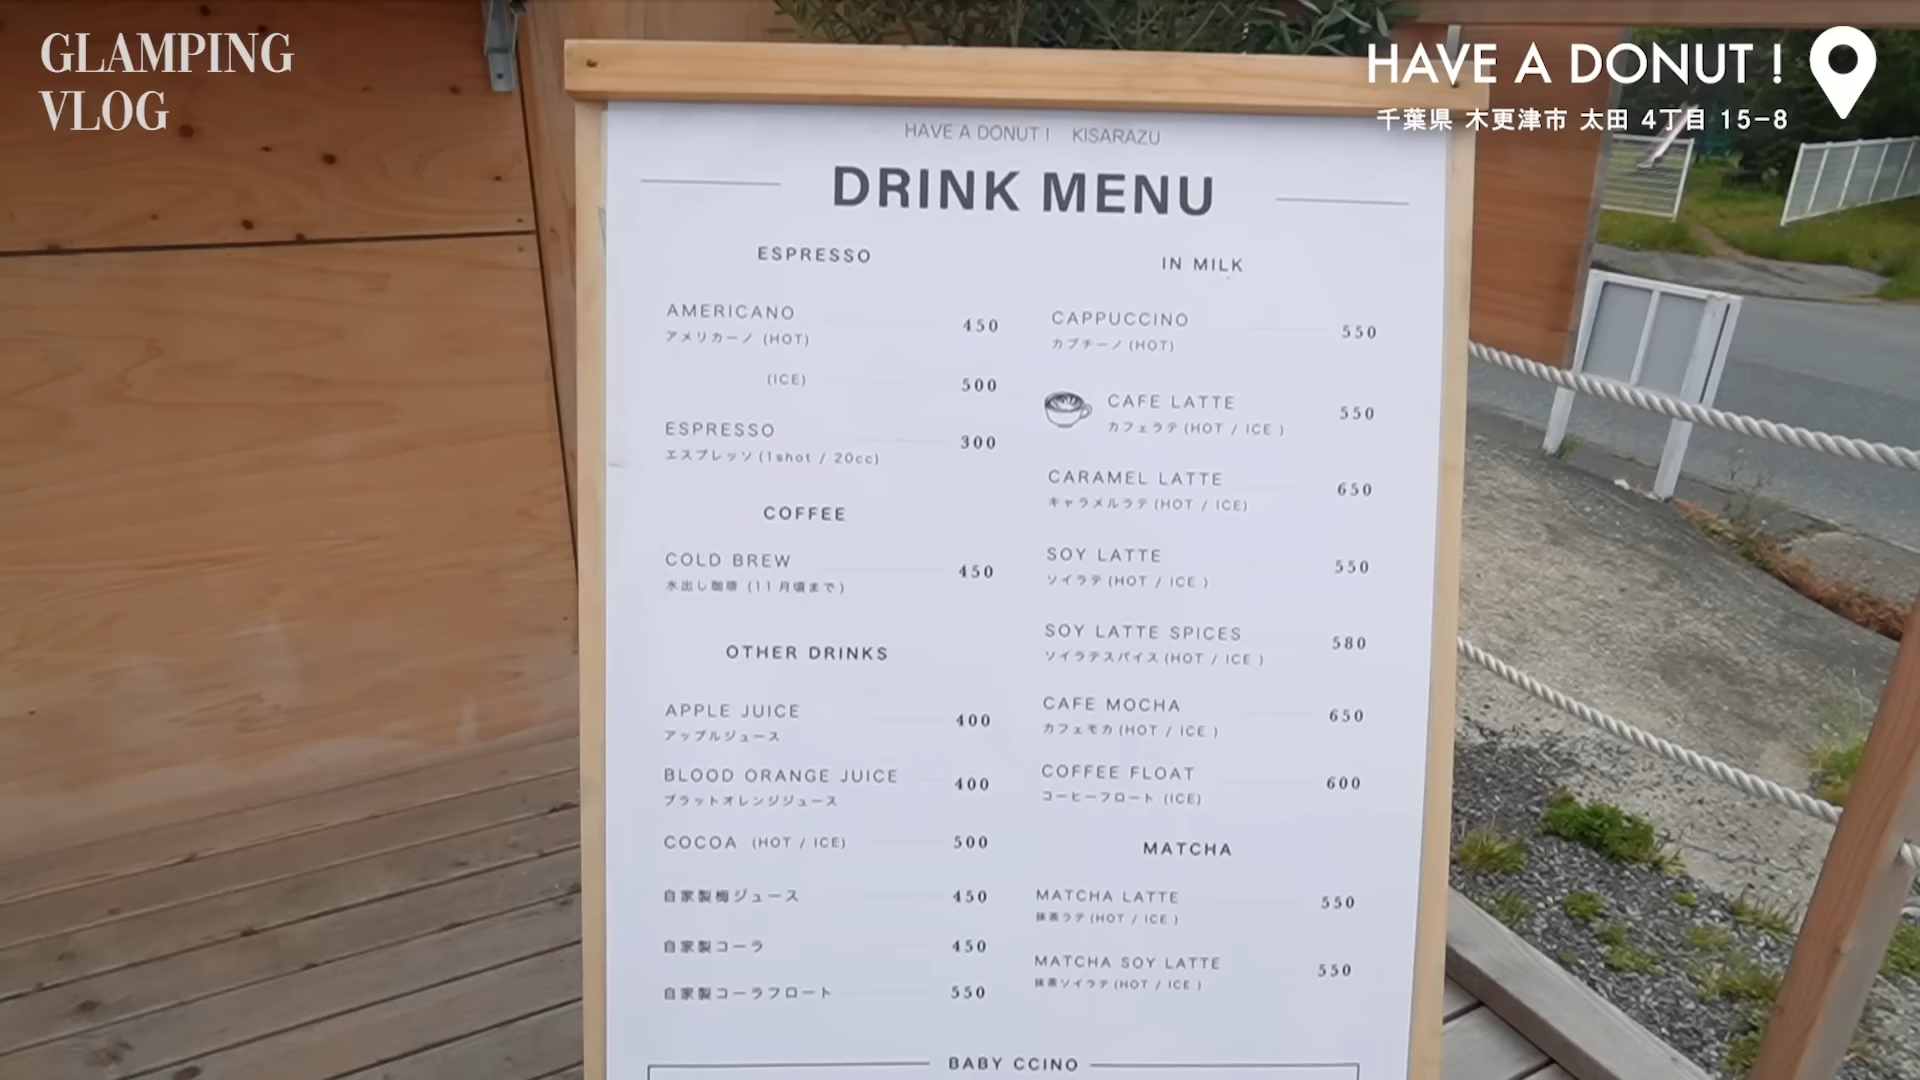 GLAMPING
VLOG
HAVE A DONUT !
千葉県 木更津市 太田 4丁目 15-8
HAVE A DONUT ! KISARAZU
DRINK MENU
ESPRESSO
AMERICANO
アメリカーノ (HOT) 450
(ICE) 500
ESPRESSO
エスプレッソ (1shot / 20cc) 300
COFFEE
COLD BREW
水出し珈琲 (11月頃まで) 450
OTHER DRINKS
APPLE JUICE
アップルジュース 400
BLOOD ORANGE JUICE
ブラットオレンジジュース 400
COCOA (HOT / ICE) 500
自家製梅ジュース 450
自家製コーラ 450
自家製コーラフロート 550
IN MILK
CAPPUCCINO
カプチーノ (HOT) 550
CAFE LATTE
カフェラテ (HOT / ICE ) 550
CARAMEL LATTE
キャラメルラテ (HOT / ICE) 650
SOY LATTE
ソイラテ (HOT / ICE ) 550
SOY LATTE SPICES
ソイラテスパイス (HOT / ICE ) 580
CAFE MOCHA
カフェモカ (HOT / ICE ) 650
COFFEE FLOAT
コーヒーフロート (ICE) 600
MATCHA
MATCHA LATTE
抹茶ラテ (HOT / ICE ) 550
MATCHA SOY LATTE
抹茶ソイラテ (HOT / ICE ) 550
BABY CCINO